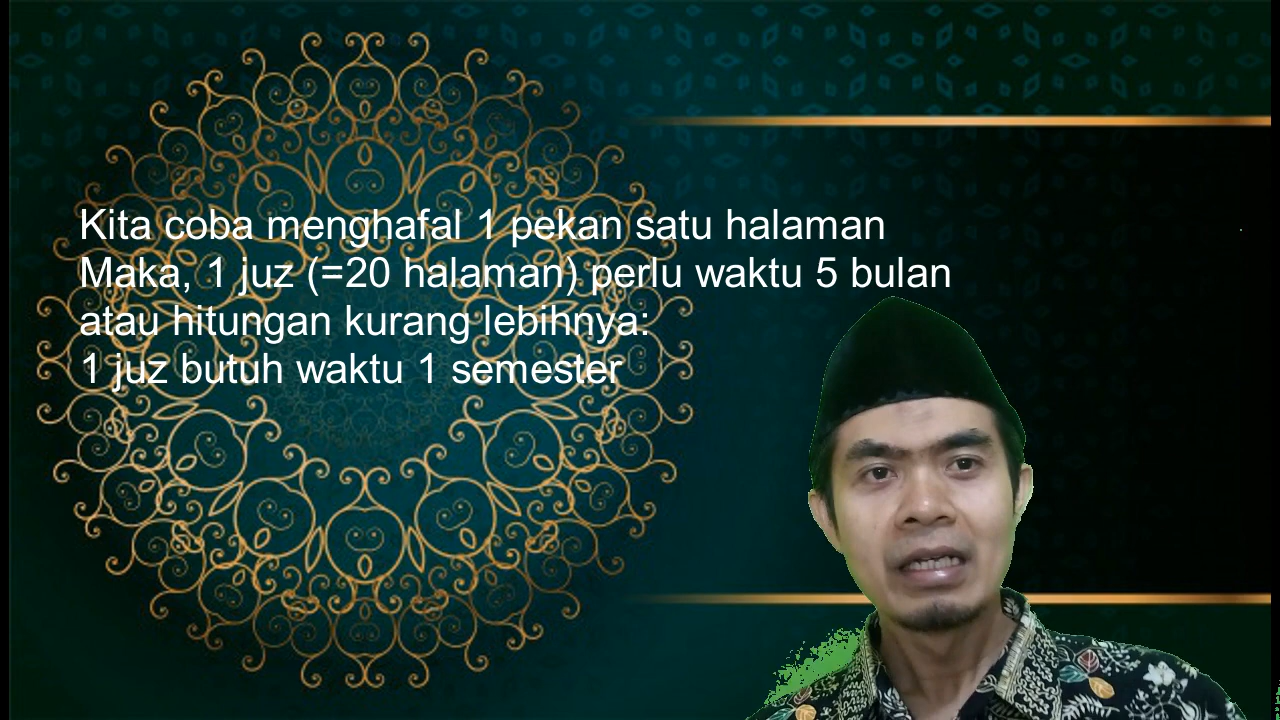 Kita coba menghafal 1 pekan satu halaman
Maka, 1 juz (=20 halaman) perlu waktu 5 bulan
atau hitungan kurang lebihnya:
1 juz butuh waktu 1 semester